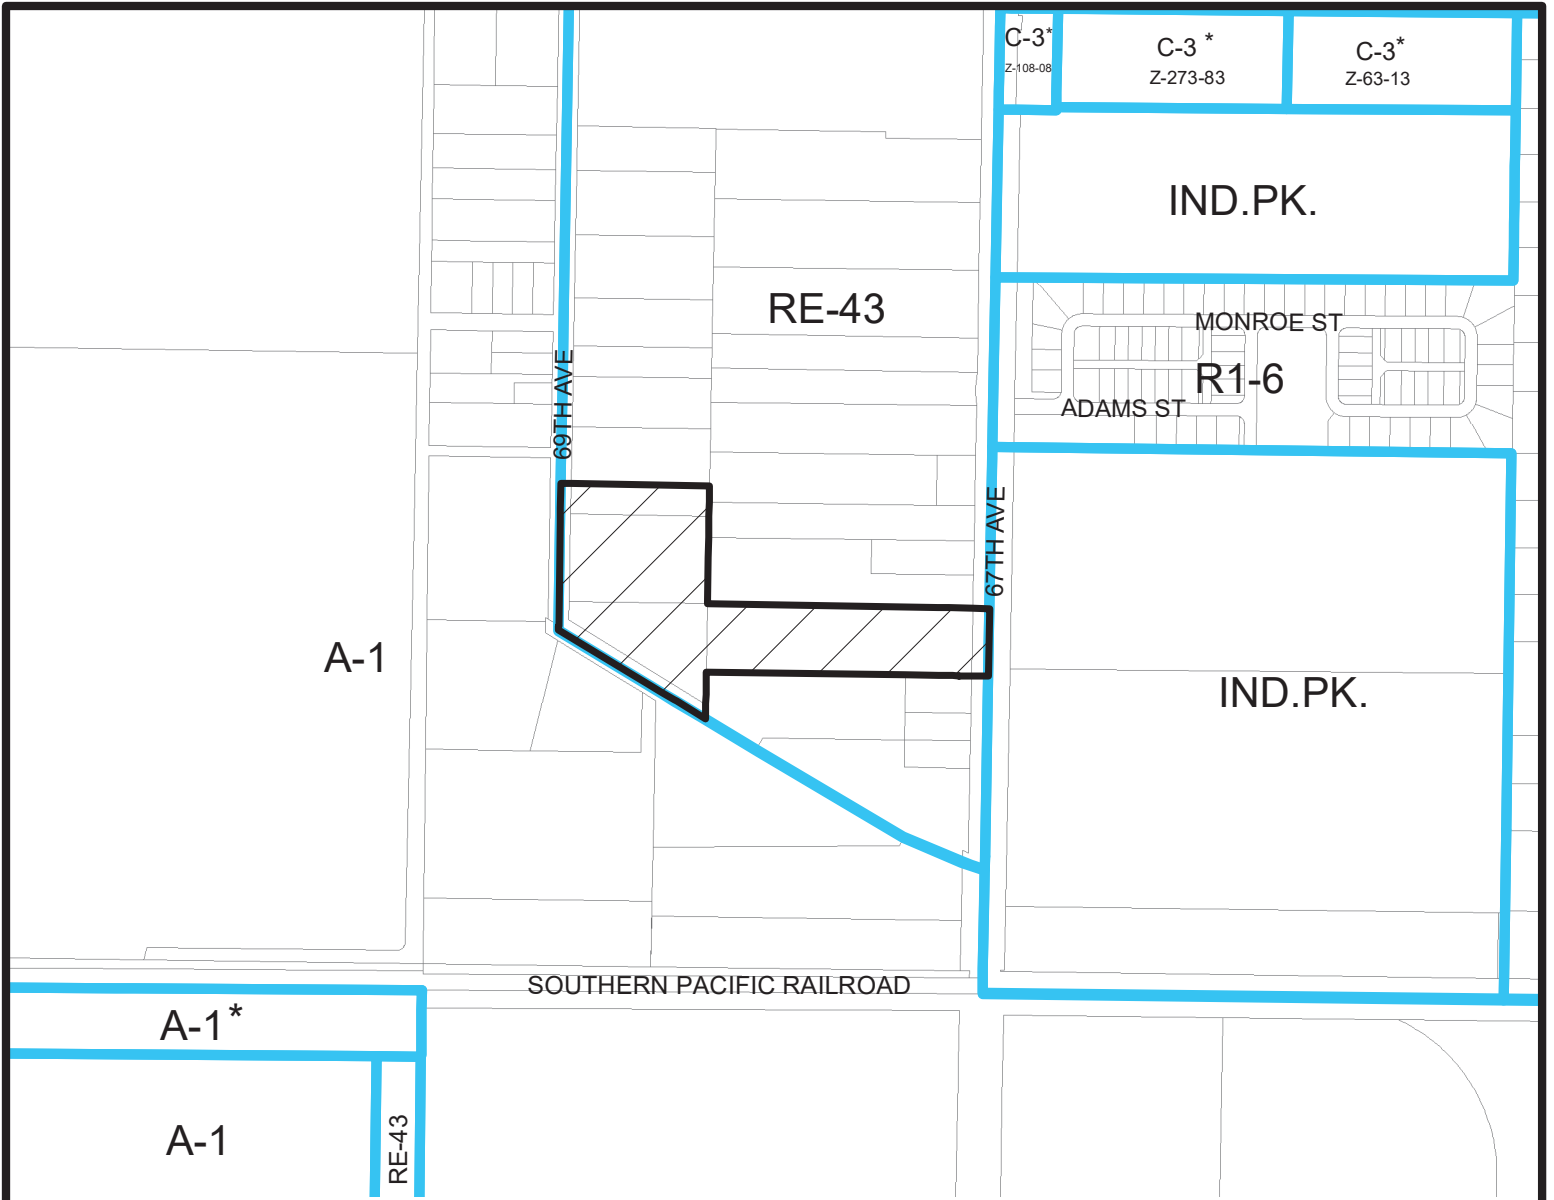 C-3*
Z-108-08
C-3 *
Z-273-83
C-3*
Z-63-13
IND.PK.
RE-43
MONROE ST
R1-6
ADAMS ST
69TH AVE
67TH AVE
A-1
IND.PK.
SOUTHERN PACIFIC RAILROAD
A-1*
A-1
RE-43